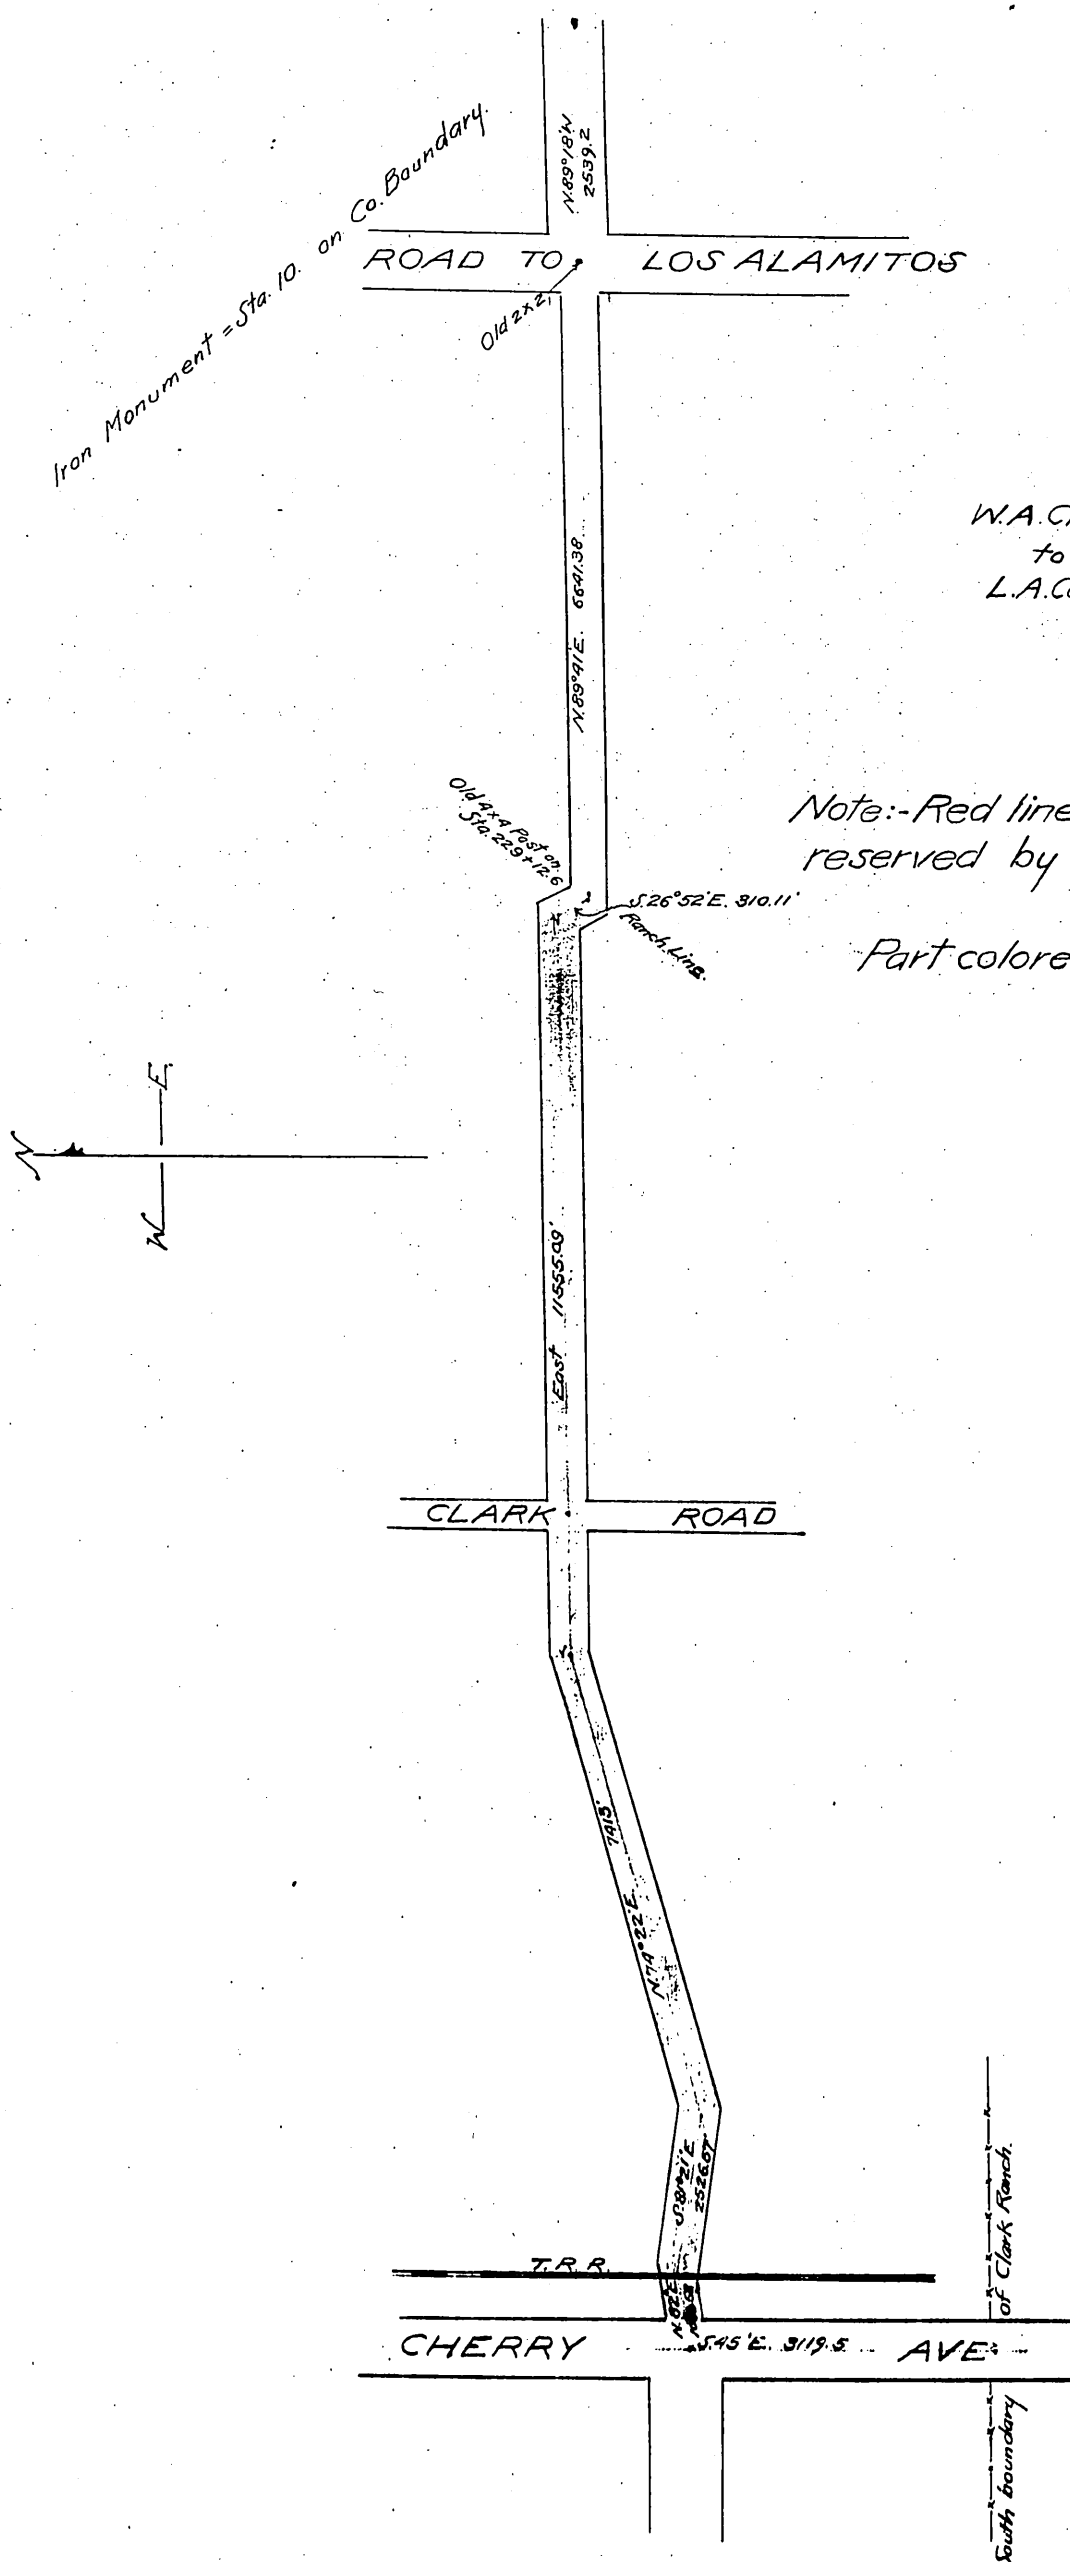 N.89°18'W
2539.2
Iron Monument = Sta. 10. on Co. Boundary.
ROAD TO LOS ALAMITOS
Old 2x2
N.89°41'E. 6641.38
W.A.
to
L.A.
Old 4x4 Post on
Sta. 229+12.6
Note:-Red line
reserved by
S.26°52'E. 310.11'
Ranch Line.
Part
N
E.
W
East 11555.09'
CLARK ROAD
7413'
N.74°22'E.
S.81°21'E
2526.67'
T.R.R.
N.82°E.
CHERRY AVE
S.45'E. 3119.5
South boundary of Clark Ranch.